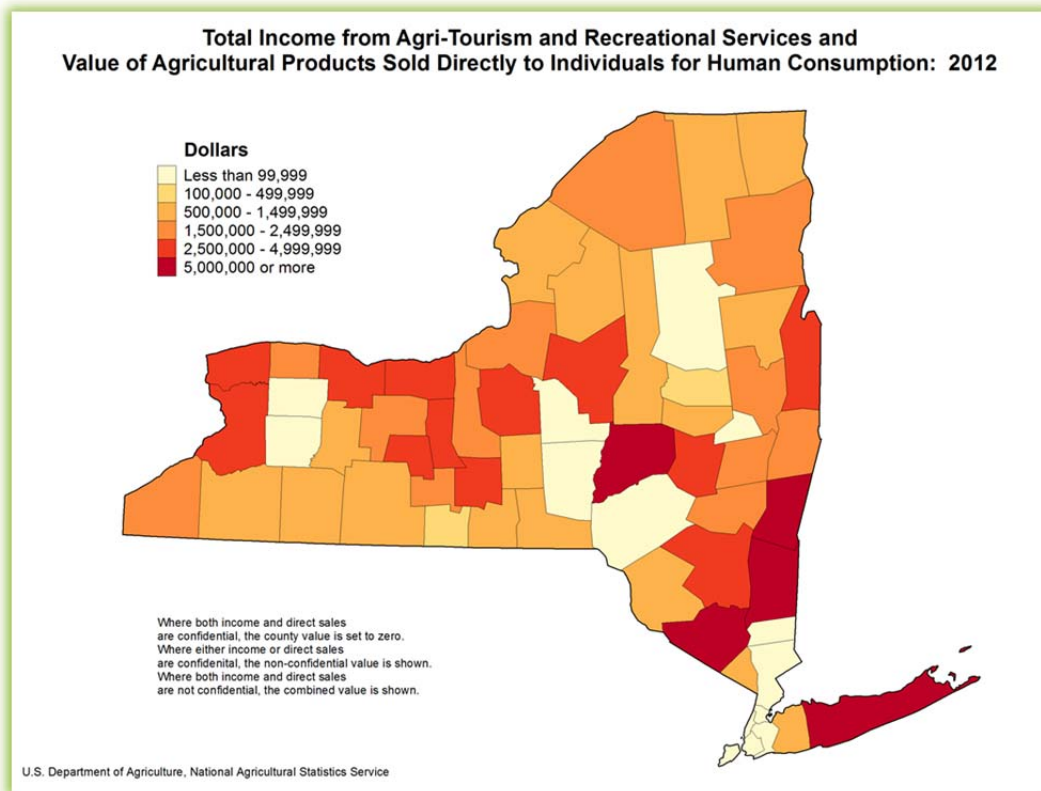 Total Income from Agri-Tourism and Recreational Services and
Value of Agricultural Products Sold Directly to Individuals for Human Consumption:  2012
Dollars
Less than 99,999
100,000 - 499,999
500,000 - 1,499,999
1,500,000 - 2,499,999
2,500,000 - 4,999,999
5,000,000 or more
Where both income and direct sales
are confidential, the county value is set to zero.
Where either income or direct sales
are confidenital, the non-confidential value is shown.
Where both income and direct sales
are not confidential, the combined value is shown.
U.S. Department of Agriculture, National Agricultural Statistics Service